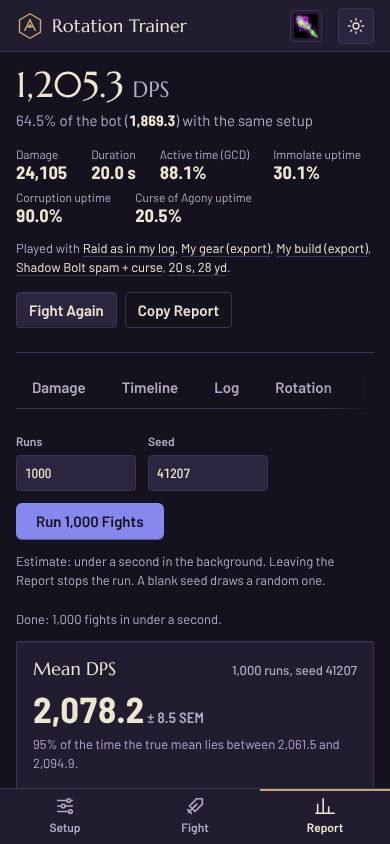 Rotation Trainer
1,205.3 DPS
64.5% of the bot (1,869.3) with the same setup
Damage Duration Active time (GCD) Immolate uptime
24,105 20.0 s 88.1% 30.1%
Corruption uptime Curse of Agony uptime
90.0% 20.5%
Played with Raid as in my log, My gear (export), My build (export),
Shadow Bolt spam + curse, 20 s, 28 yd.
Fight Again Copy Report
Damage Timeline Log Rotation
Runs Seed
1000 41207
Run 1,000 Fights
Estimate: under a second in the background. Leaving the
Report stops the run. A blank seed draws a random one.
Done: 1,000 fights in under a second.
Mean DPS 1,000 runs, seed 41207
2,078.2 ± 8.5 SEM
95% of the time the true mean lies between 2,061.5 and
2,094.9.
Setup Fight Report